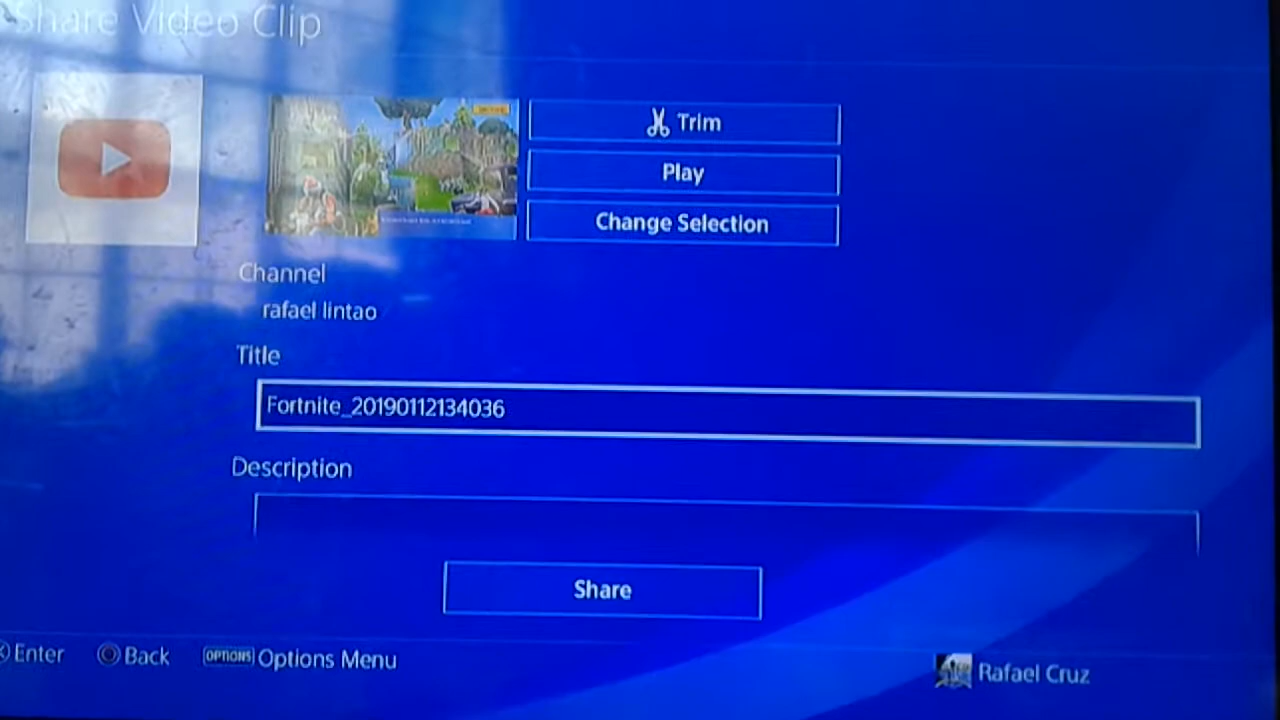 Share Video Clip
Trim
Play
Change Selection
Channel
rafael lintao
Title
Fortnite_20190112134036
Description
Share
Enter Back OPTIONS Options Menu
Rafael Cruz